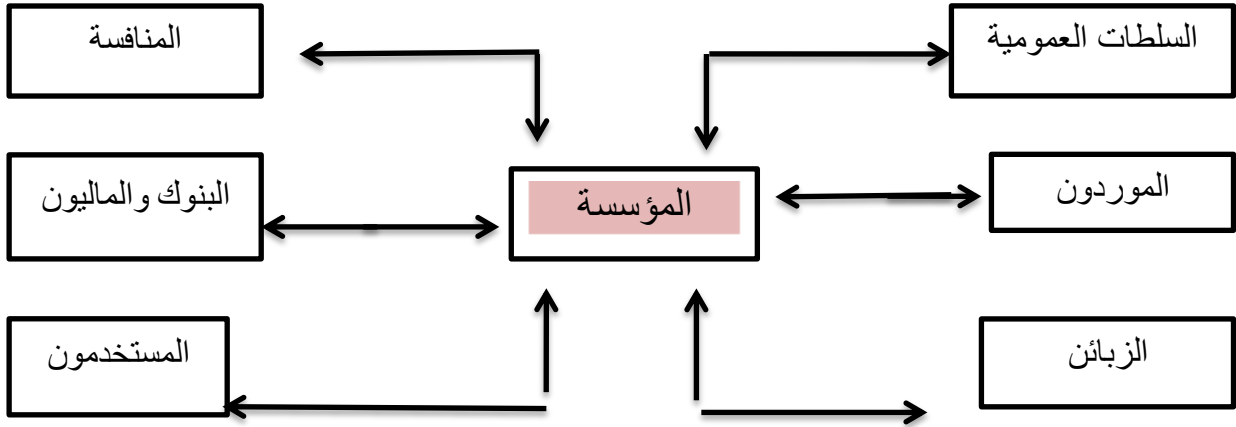 السلطات العمومية
المنافسة
الموردون
المؤسسة
البنوك والماليون
الزبائن
المستخدمون